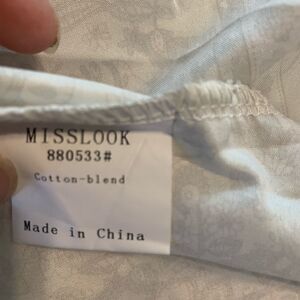 MISSLOOK
880533#
Cotton-blend
Made in China